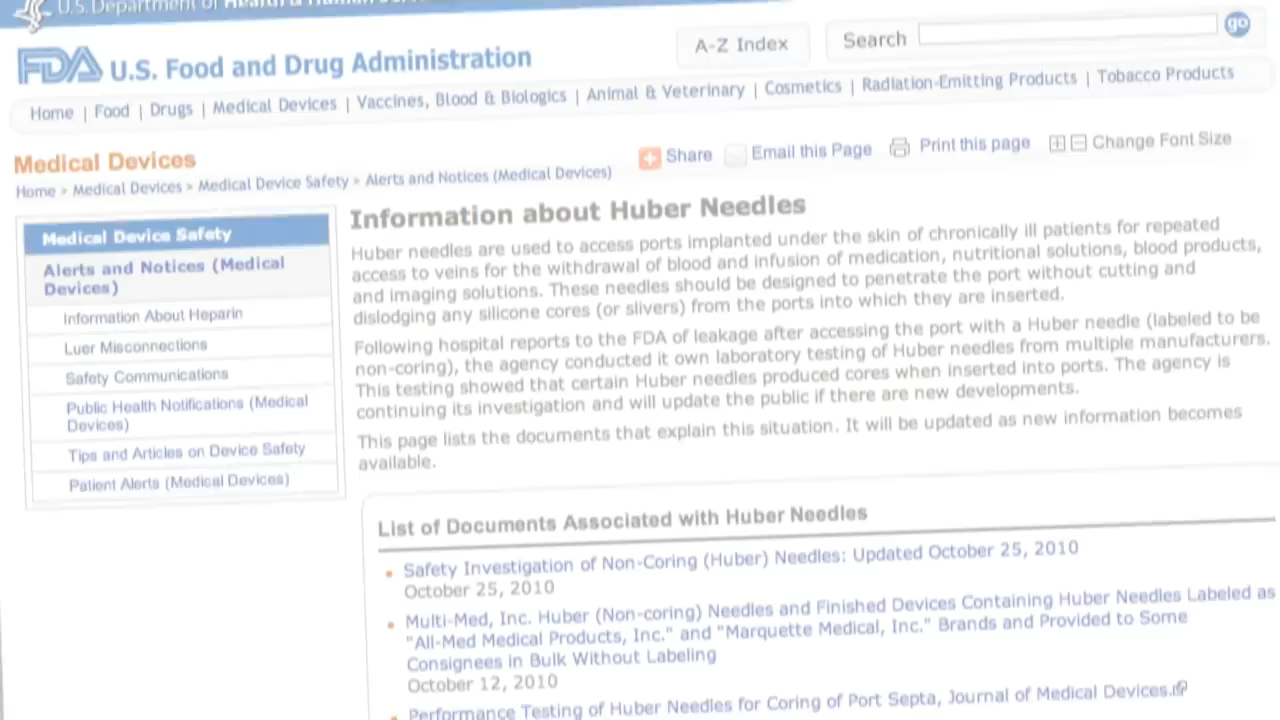 U.S. Department of Health & Human
FDA U.S. Food and Drug Administration
A-Z Index
Search
go
Home | Food | Drugs | Medical Devices | Vaccines, Blood & Biologics | Animal & Veterinary | Cosmetics | Radiation-Emitting Products | Tobacco Products
Medical Devices
Share
Email this Page
Print this page
Change Font Size
Home > Medical Devices > Medical Device Safety > Alerts and Notices (Medical Devices)
Medical Device Safety
Alerts and Notices (Medical
Devices)
Information About Heparin
Luer Misconnections
Safety Communications
Public Health Notifications (Medical
Devices)
Tips and Articles on Device Safety
Patient Alerts (Medical Devices)
Information about Huber Needles
Huber needles are used to access ports implanted under the skin of chronically ill patients for repeated
access to veins for the withdrawal of blood and infusion of medication, nutritional solutions, blood products,
and imaging solutions. These needles should be designed to penetrate the port without cutting and
dislodging any silicone cores (or slivers) from the ports into which they are inserted.
Following hospital reports to the FDA of leakage after accessing the port with a Huber needle (labeled to be
non-coring), the agency conducted it own laboratory testing of Huber needles from multiple manufacturers.
This testing showed that certain Huber needles produced cores when inserted into ports. The agency is
continuing its investigation and will update the public if there are new developments.
This page lists the documents that explain this situation. It will be updated as new information becomes
available.
List of Documents Associated with Huber Needles
Safety Investigation of Non-Coring (Huber) Needles: Updated October 25, 2010
October 25, 2010
Multi-Med, Inc. Huber (Non-coring) Needles and Finished Devices Containing Huber Needles Labeled as
"All-Med Medical Products, Inc." and "Marquette Medical, Inc." Brands and Provided to Some
Consignees in Bulk Without Labeling
October 12, 2010
Performance Testing of Huber Needles for Coring of Port Septa, Journal of Medical Devices.